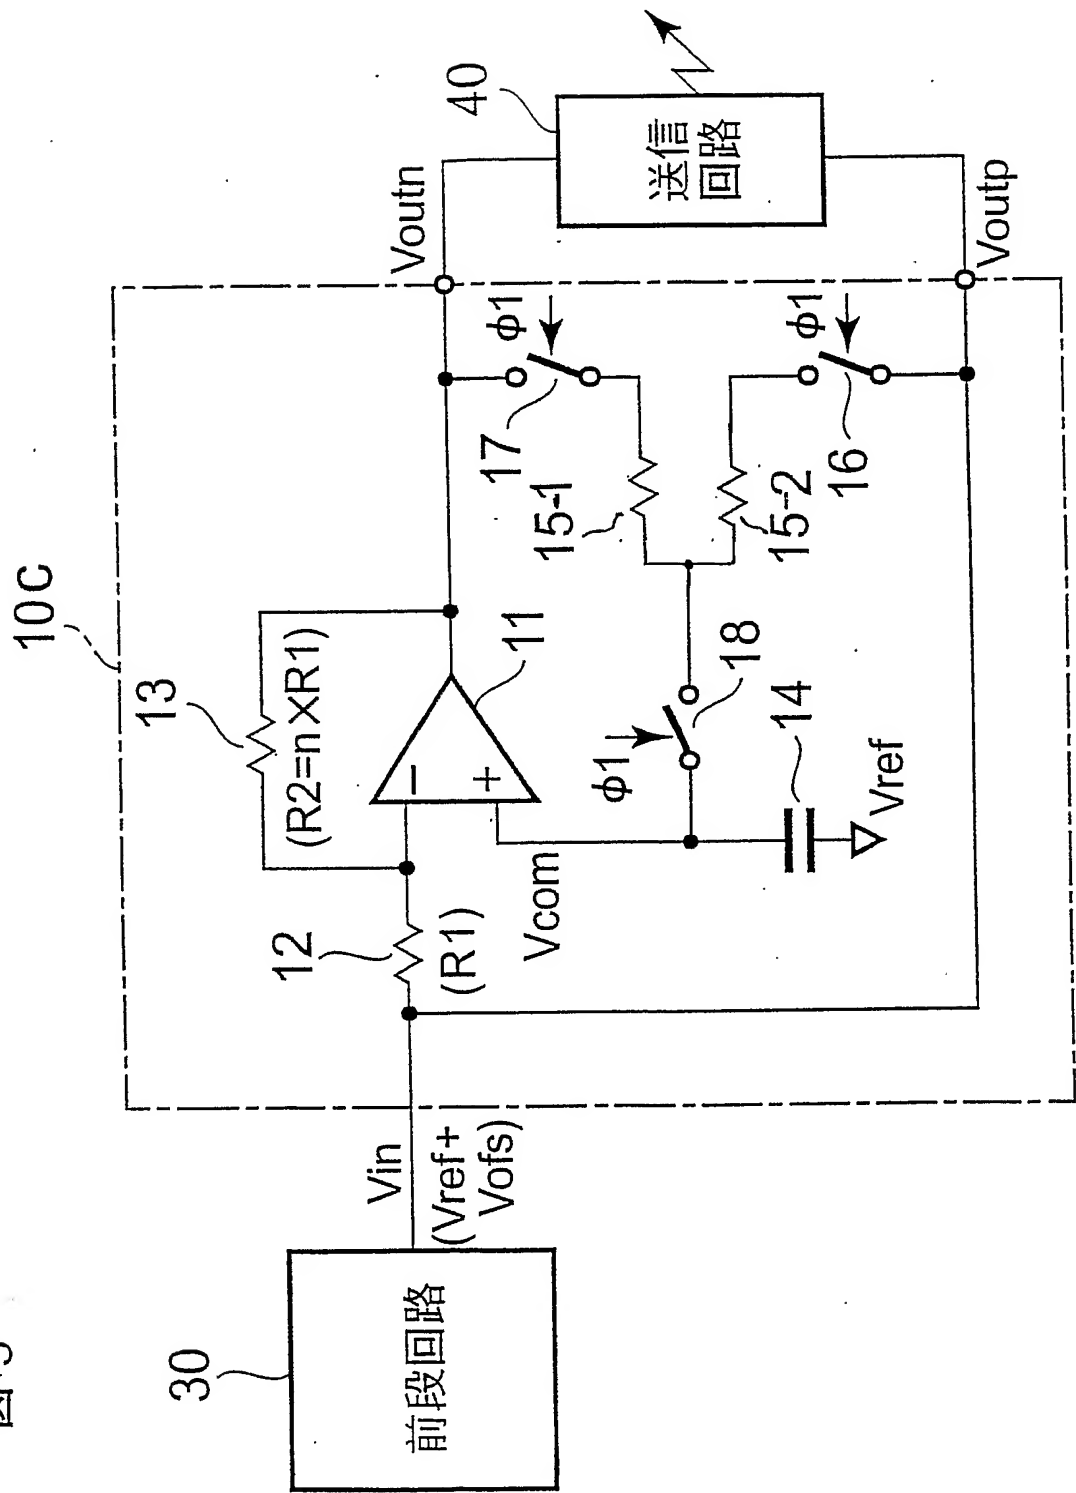 10C
30
前段回路
Vin
(Vref+
Vofs)
12
(R1)
13
(R2=n×R1)
11
−
+
Vcom
φ1
18
14
Vref
15-1
15-2
17
φ1
16
φ1
Voutn
Voutp
40
送信
回路